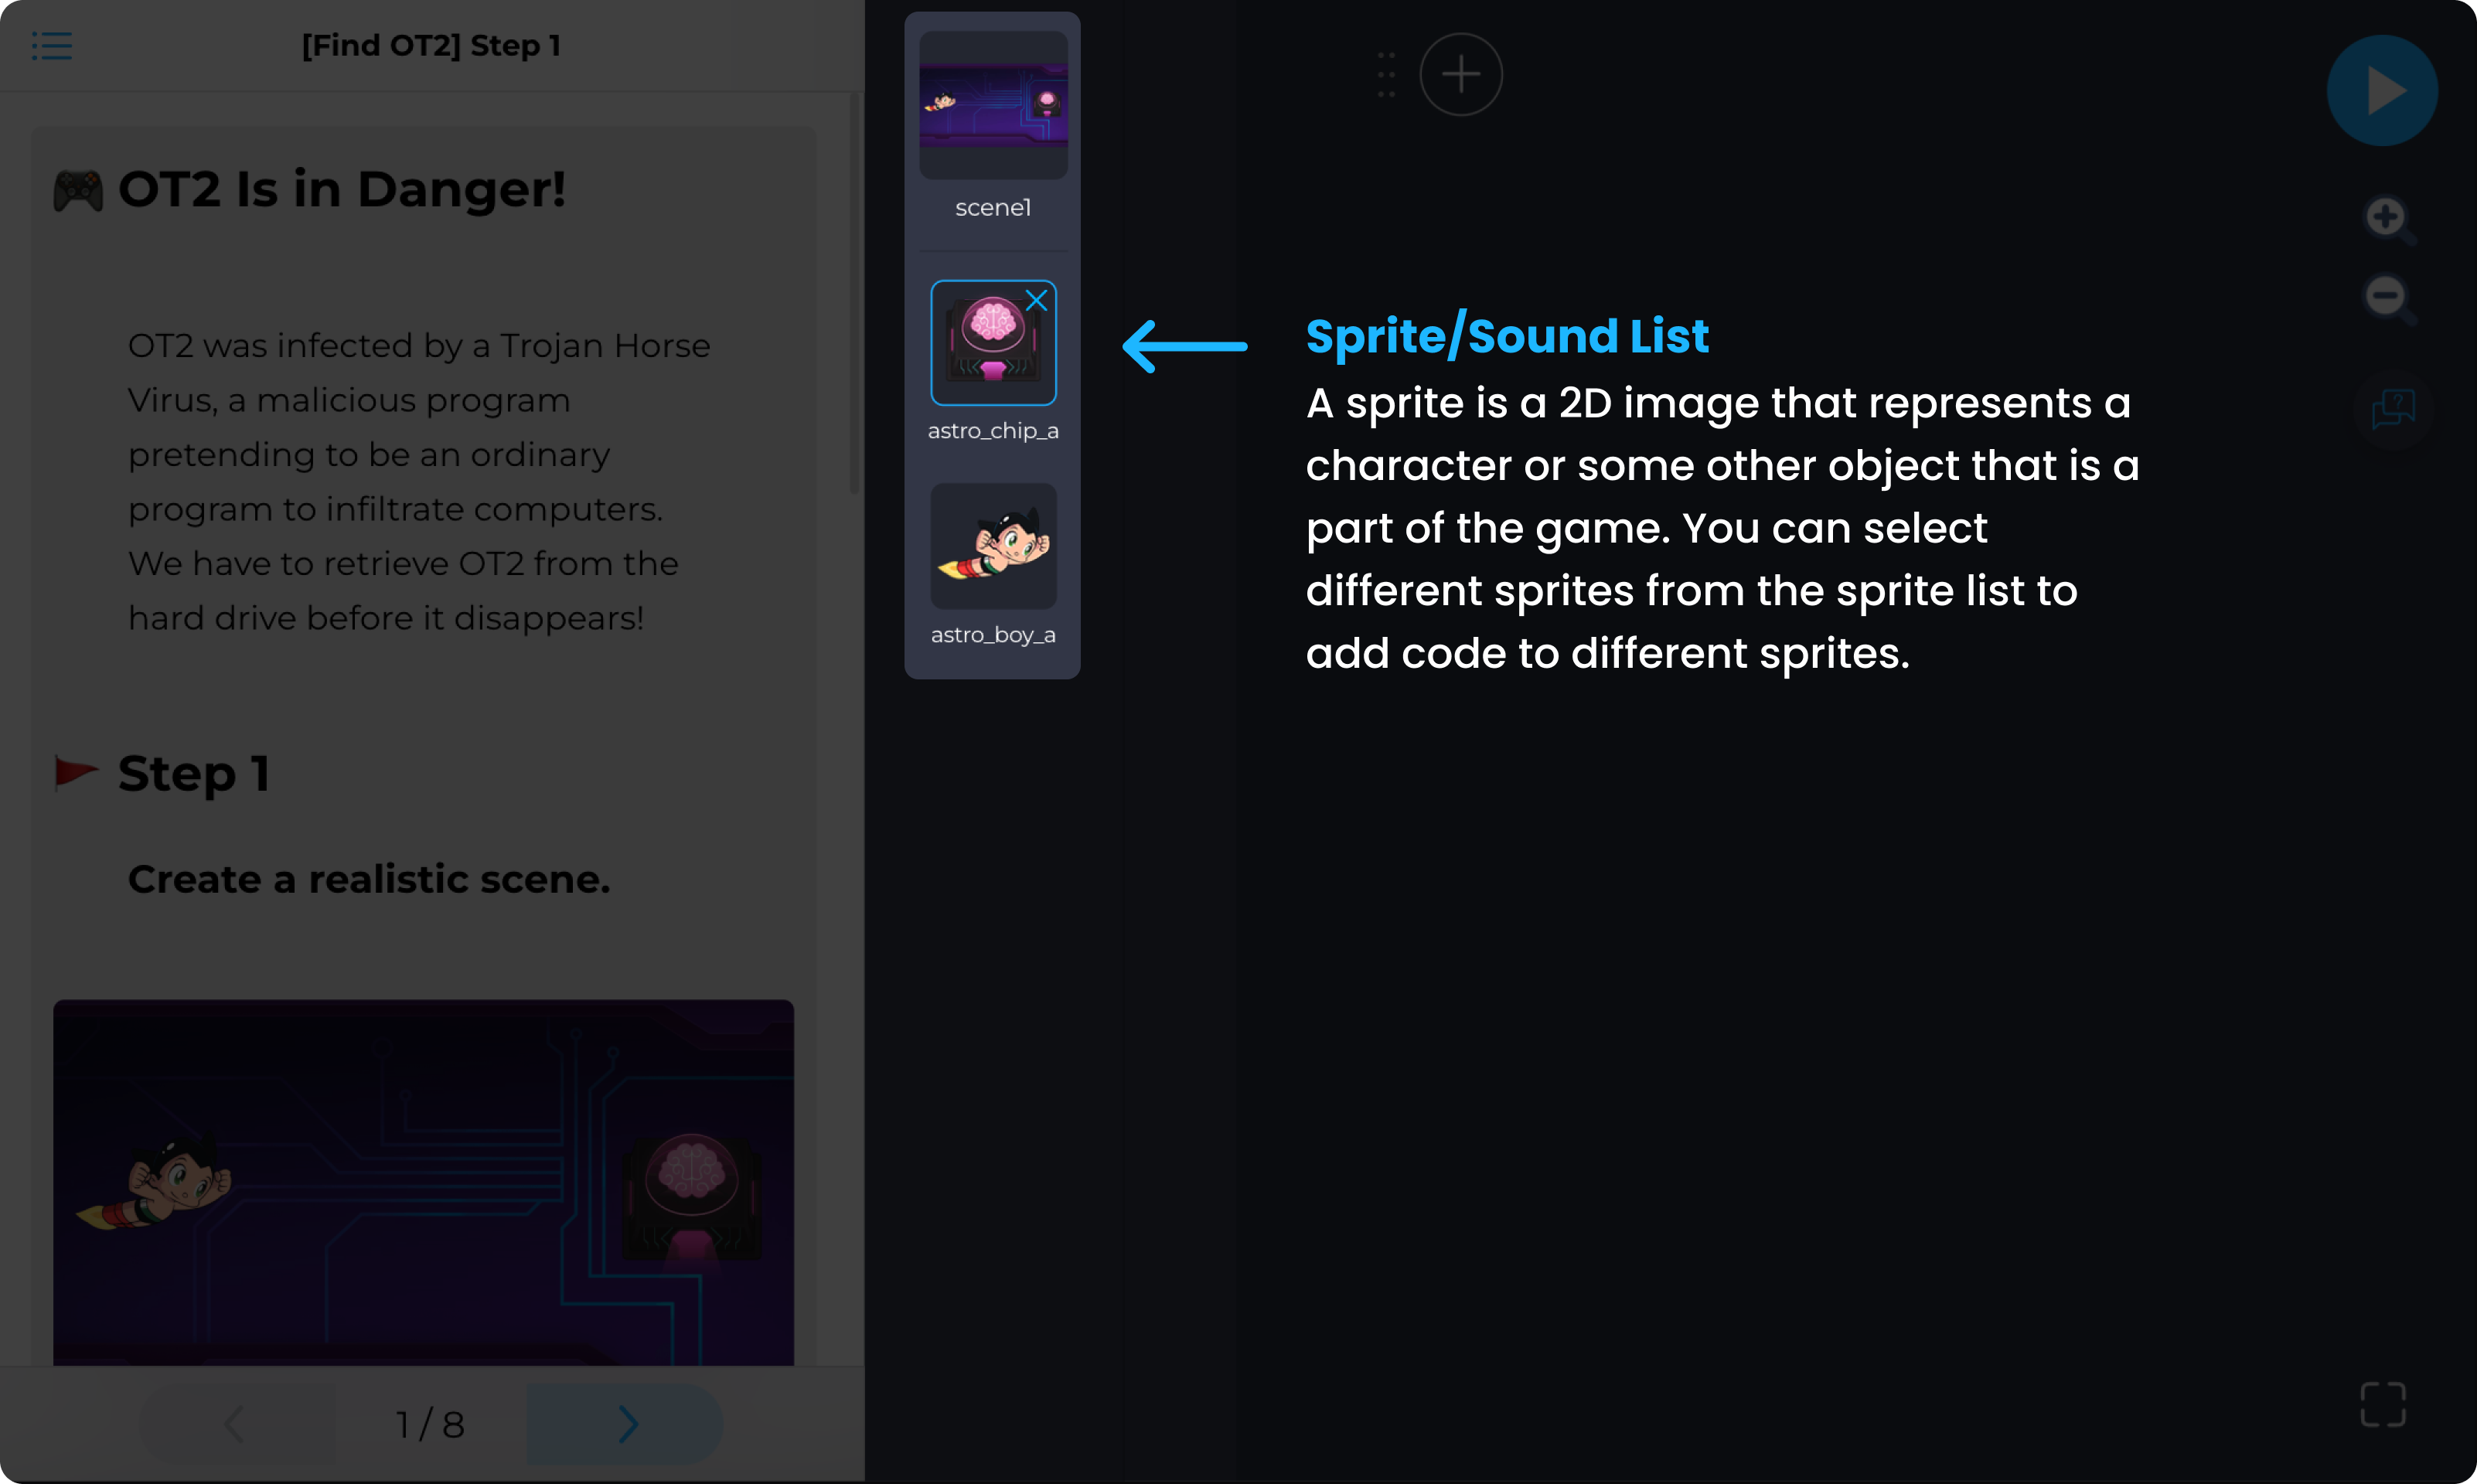 [Find OT2] Step 1
OT2 Is in Danger!
OT2 was infected by a Trojan Horse
Virus, a malicious program
pretending to be an ordinary
program to infiltrate computers.
We have to retrieve OT2 from the
hard drive before it disappears!
Step 1
Create a realistic scene.
1 / 8
scene1
astro_chip_a
astro_boy_a
Sprite/Sound List
A sprite is a 2D image that represents a
character or some other object that is a
part of the game. You can select
different sprites from the sprite list to
add code to different sprites.
?